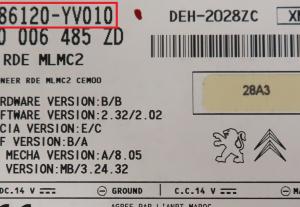 86120-YV010 DEH-2028ZC
0 006 485 ZD
RDE MLMC2
NEER RDE MLMC2 CEMOO
28A3
RDWARE VERSION:B/B
FTWARE VERSION:2.32/2.02
CIA VERSION:E/C
F VERSION:B/A
MECHA VERSION:A/8.05
VERSION:MB/3.24.32
DC.14 V GROUND C.C.14 V